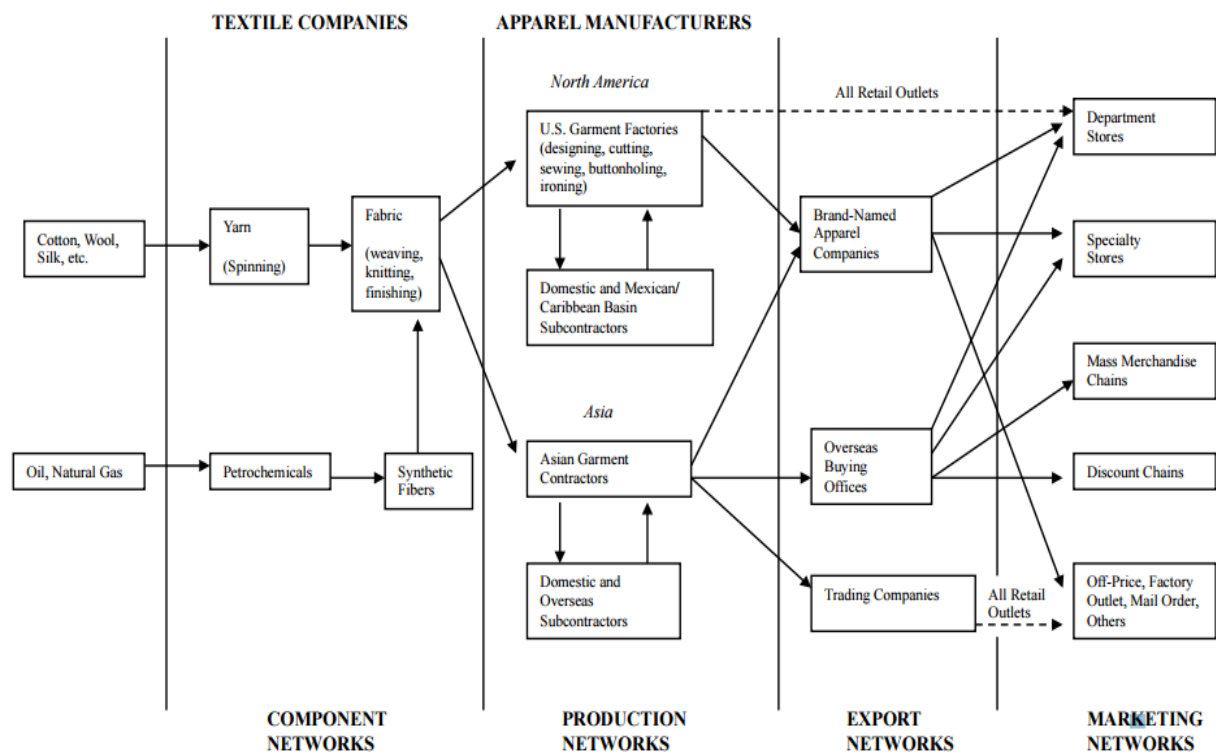 TEXTILE COMPANIES
APPAREL MANUFACTURERS
North America
All Retail Outlets
U.S. Garment Factories
(designing, cutting,
sewing, buttonholing,
ironing)
Department
Stores
Cotton, Wool,
Silk, etc.
Yarn
(Spinning)
Fabric
(weaving,
knitting,
finishing)
Brand-Named
Apparel
Companies
Specialty
Stores
Domestic and Mexican/
Caribbean Basin
Subcontractors
Mass Merchandise
Chains
Asia
Oil, Natural Gas
Petrochemicals
Synthetic
Fibers
Asian Garment
Contractors
Overseas
Buying
Offices
Discount Chains
Domestic and
Overseas
Subcontractors
Trading Companies
All Retail
Outlets
Off-Price, Factory
Outlet, Mail Order,
Others
COMPONENT
NETWORKS
PRODUCTION
NETWORKS
EXPORT
NETWORKS
MARKETING
NETWORKS